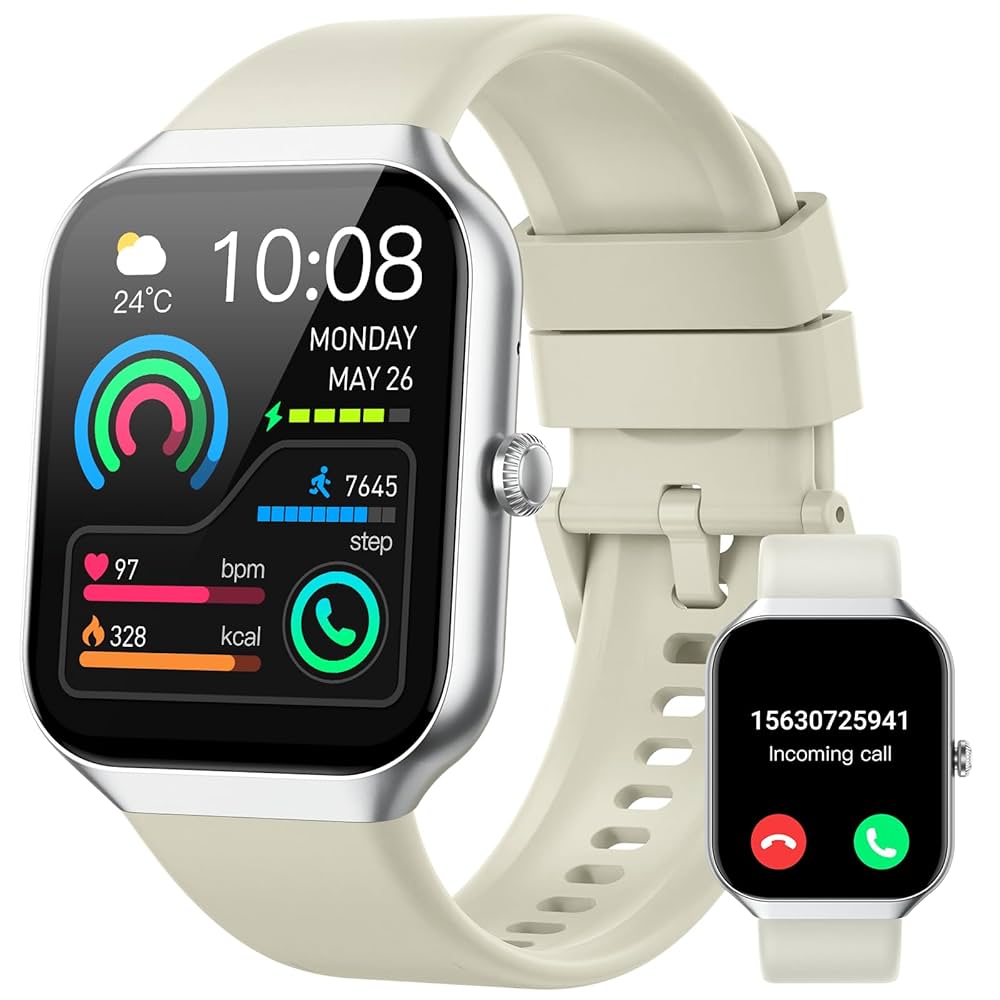 24°C
10:08
MONDAY
MAY 26
7645
step
97 bpm
328 kcal
15630725941
Incoming call